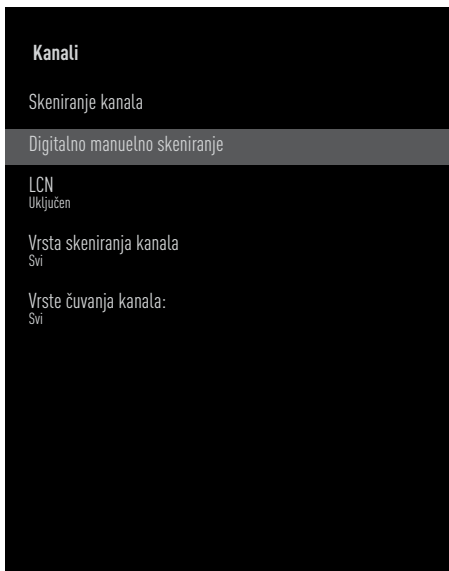 Kanali
Skeniranje kanala
Digitalno manuelno skeniranje
LCN
Uključen
Vrsta skeniranja kanala
Svi
Vrste čuvanja kanala:
Svi